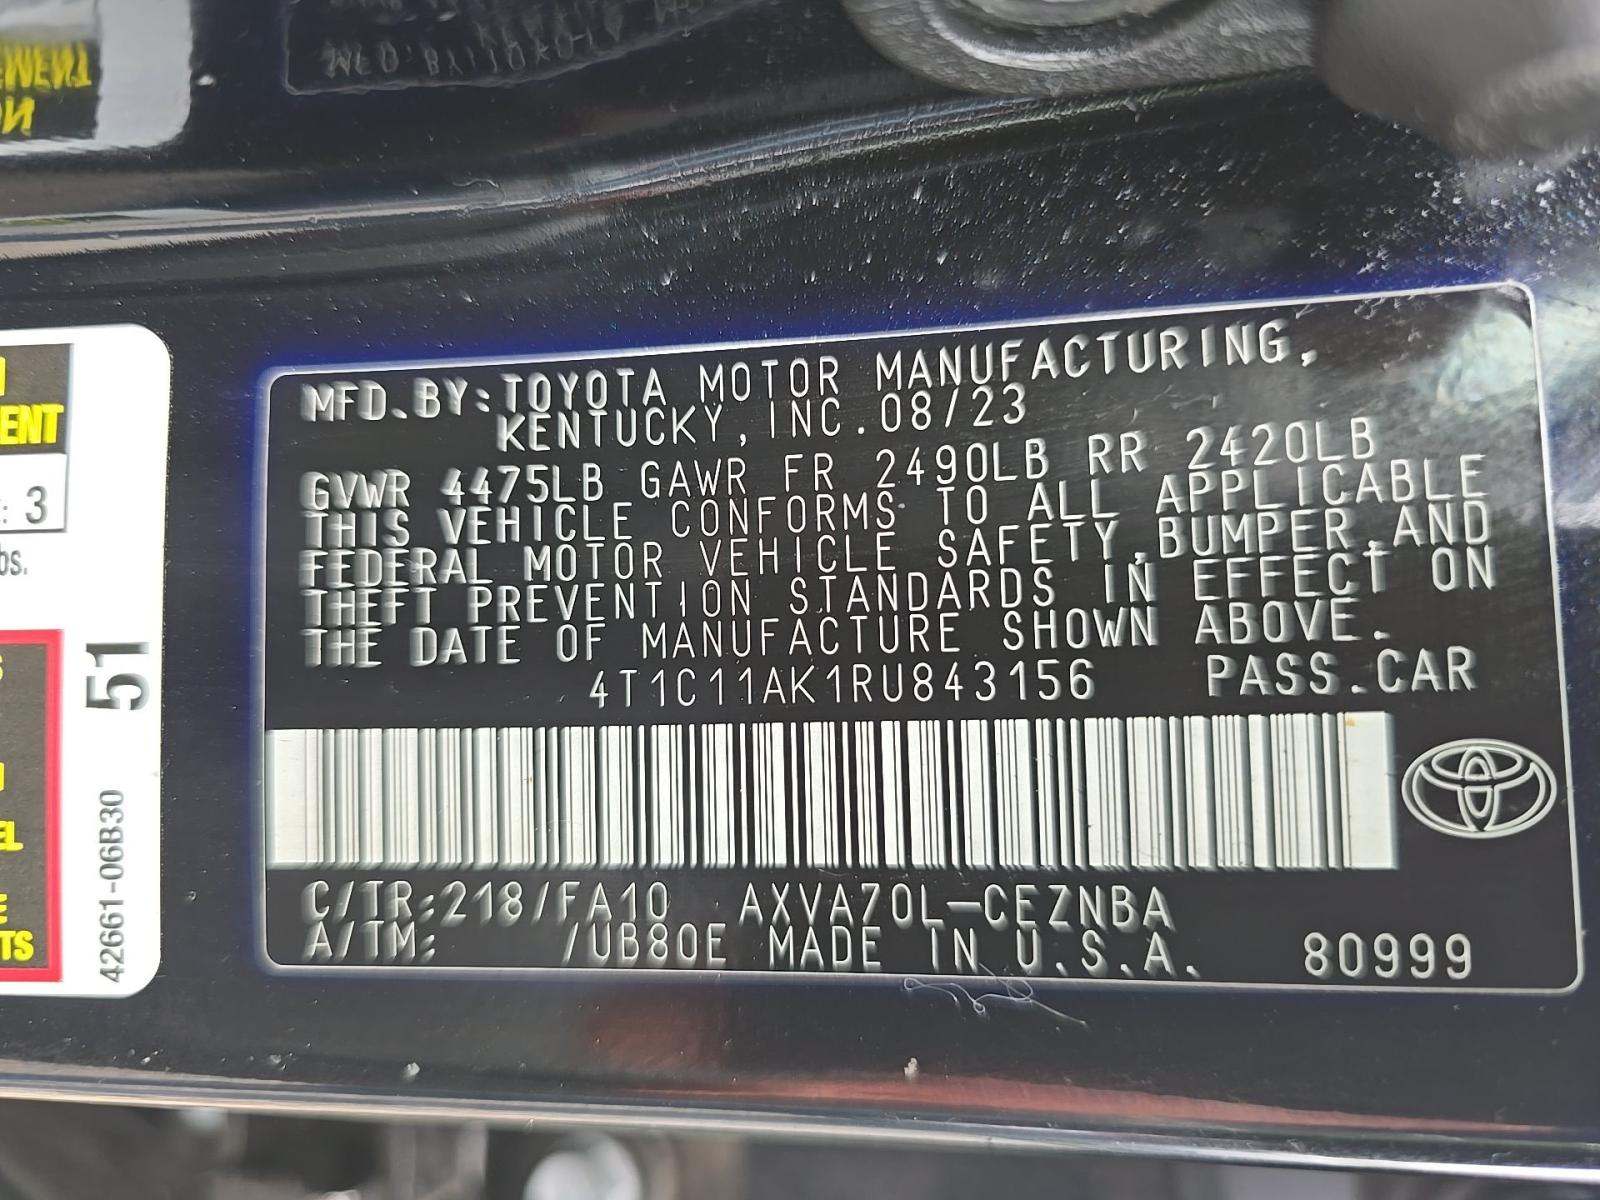 MFD.BY:TOYOTA MOTOR MANUFACTURING,
KENTUCKY, INC. 08/23
GVWR 4475LB GAWR FR 2490LB RR 2420LB
THIS VEHICLE CONFORMS TO ALL APPLICABLE
FEDERAL MOTOR VEHICLE SAFETY,BUMPER,AND
THEFT PREVENTION STANDARDS IN EFFECT ON
THE DATE OF MANUFACTURE SHOWN ABOVE.
4T1C11AK1RU843156 PASS.CAR
C/TR:218/FA10 AXVA70L-CEZNBA
A/TM: /UB80E MADE IN U.S.A. 80999
: 3
51
42661-06B30